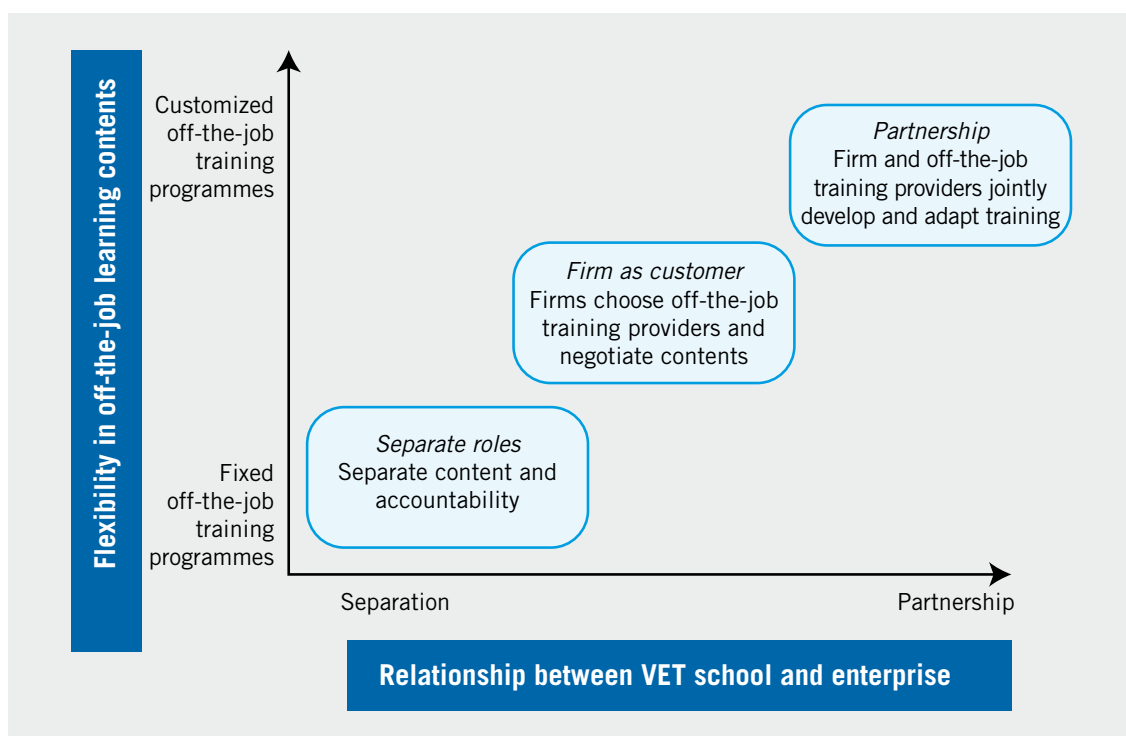 Flexibility in off-the-job learning contents
Customized
off-the-job
training
programmes
Partnership
Firm and off-the-job
training providers jointly
develop and adapt training
Firm as customer
Firms choose off-the-job
training providers and
negotiate contents
Separate roles
Separate content and
accountability
Fixed
off-the-job
training
programmes
Separation
Partnership
Relationship between VET school and enterprise